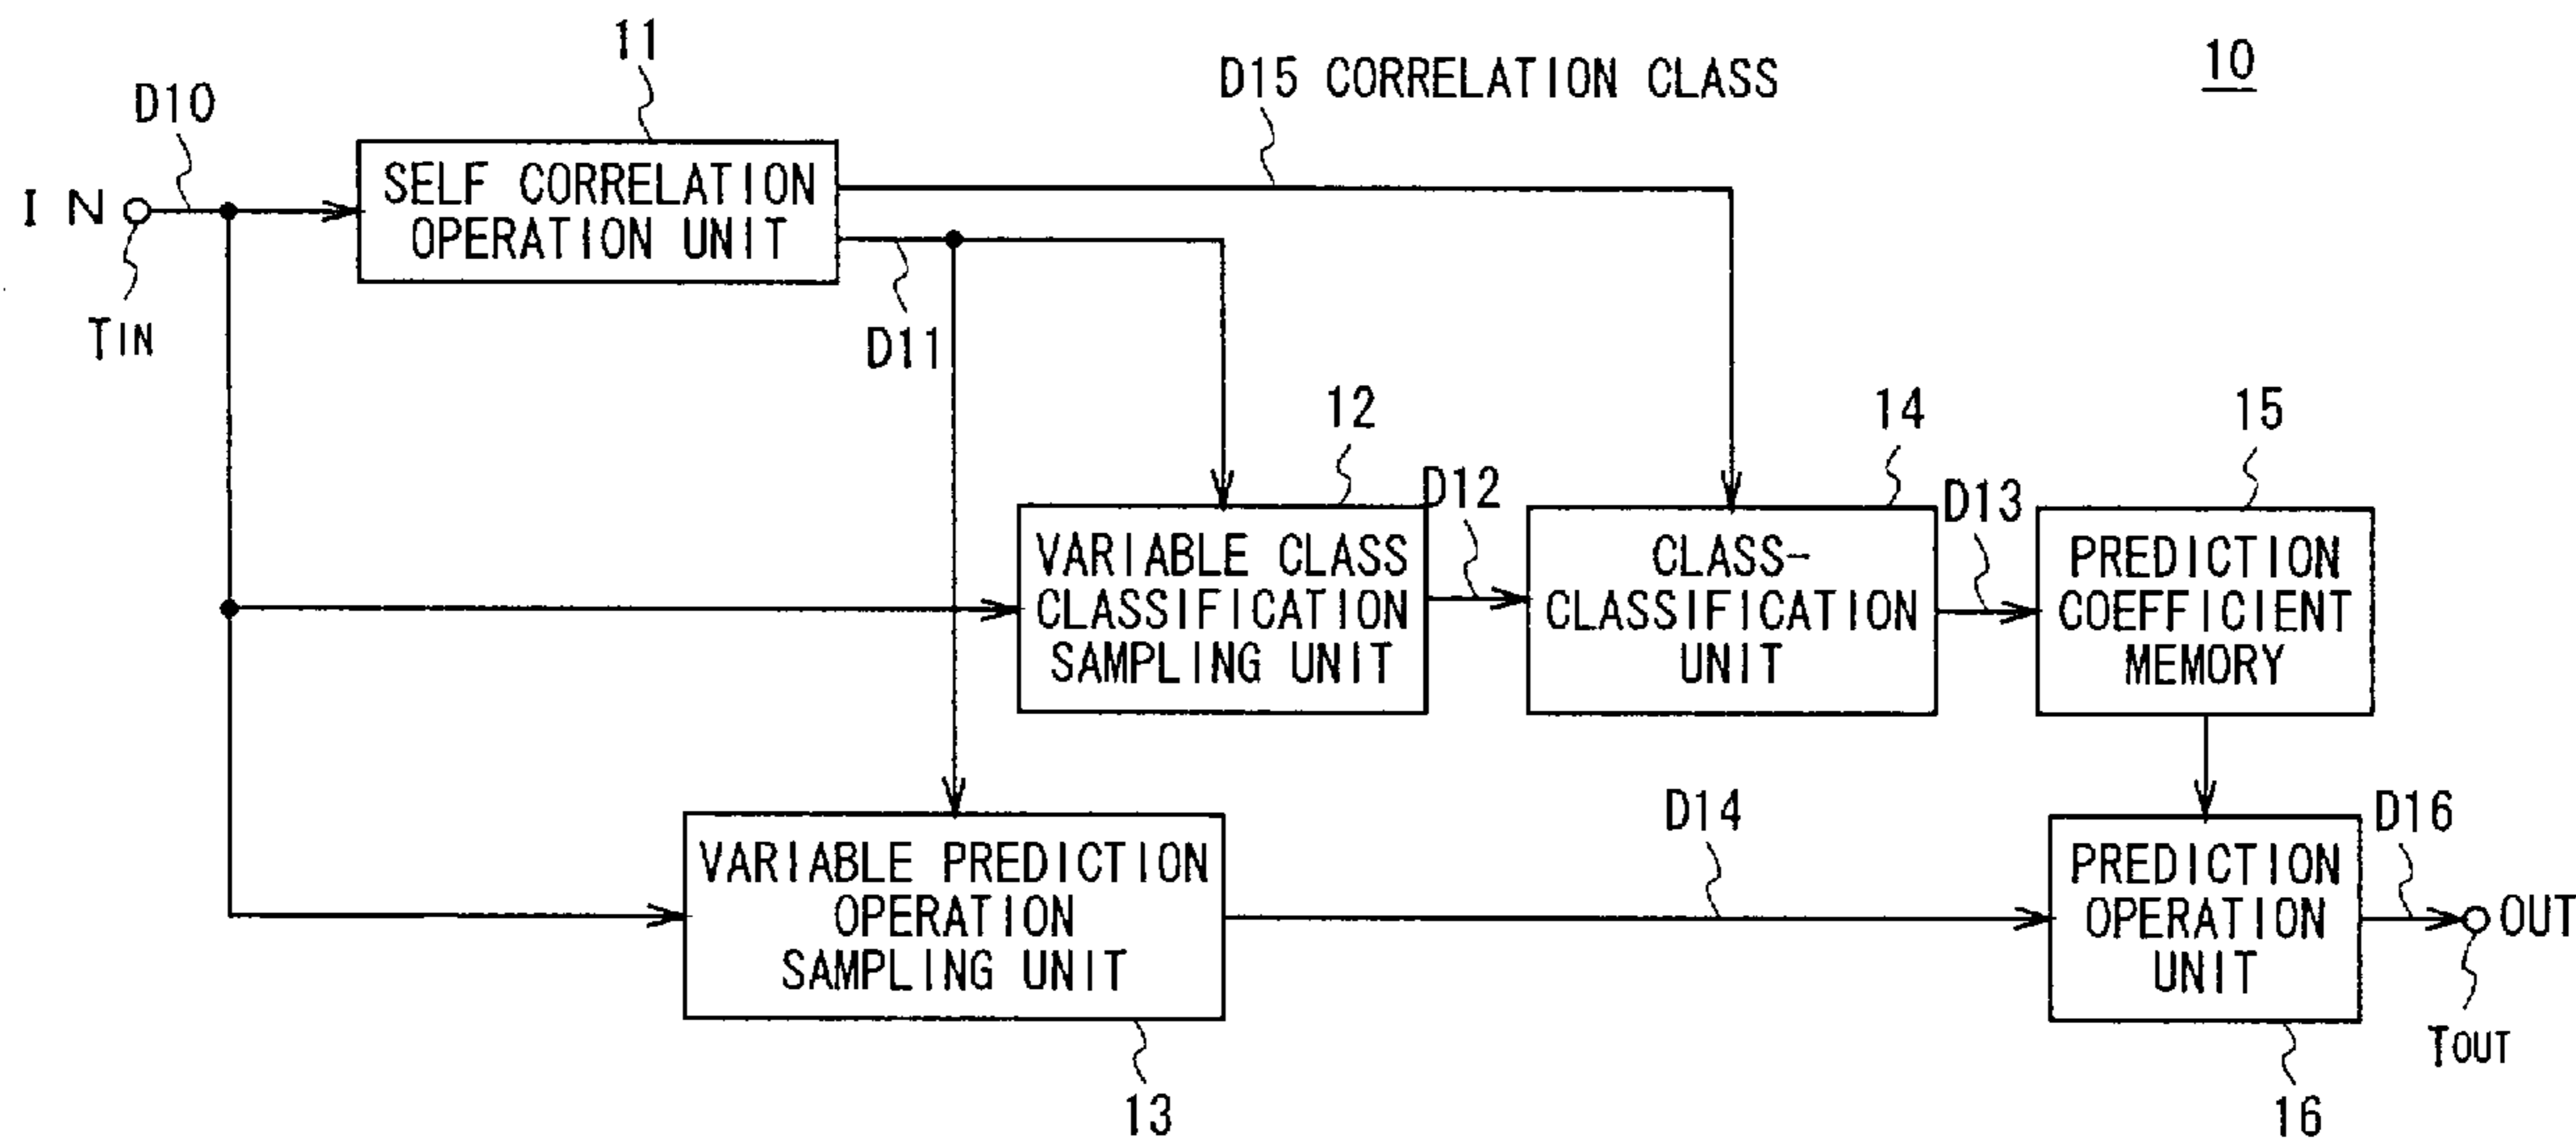 11
D15 CORRELATION CLASS
10
D10
SELF CORRELATION
OPERATION UNIT
IN
TIN
D11
12
14
15
D12
D13
VARIABLE CLASS
CLASSIFICATION
SAMPLING UNIT
CLASS-
CLASSIFICATION
UNIT
PREDICTION
COEFFICIENT
MEMORY
D14
D16
VARIABLE PREDICTION
OPERATION
SAMPLING UNIT
PREDICTION
OPERATION
UNIT
OUT
TOUT
13
16